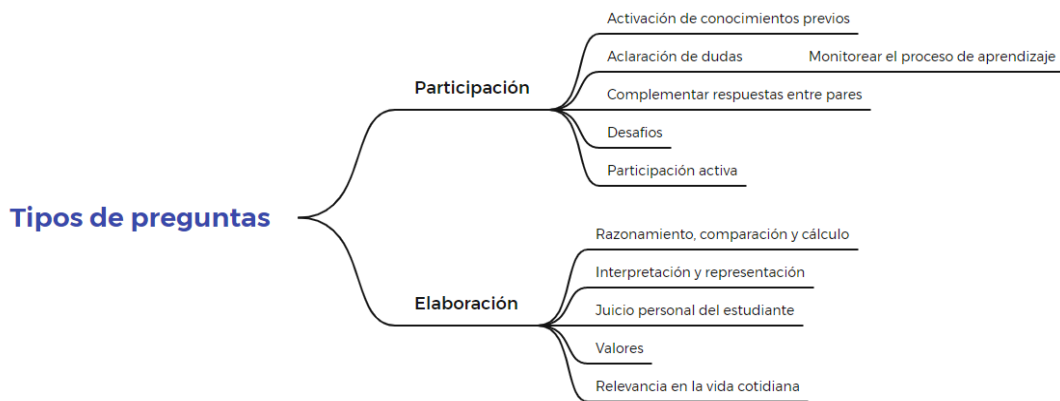 Tipos de preguntas
Participación
Activación de conocimientos previos
Aclaración de dudas
Monitorear el proceso de aprendizaje
Complementar respuestas entre pares
Desafios
Participación activa
Elaboración
Razonamiento, comparación y cálculo
Interpretación y representación
Juicio personal del estudiante
Valores
Relevancia en la vida cotidiana